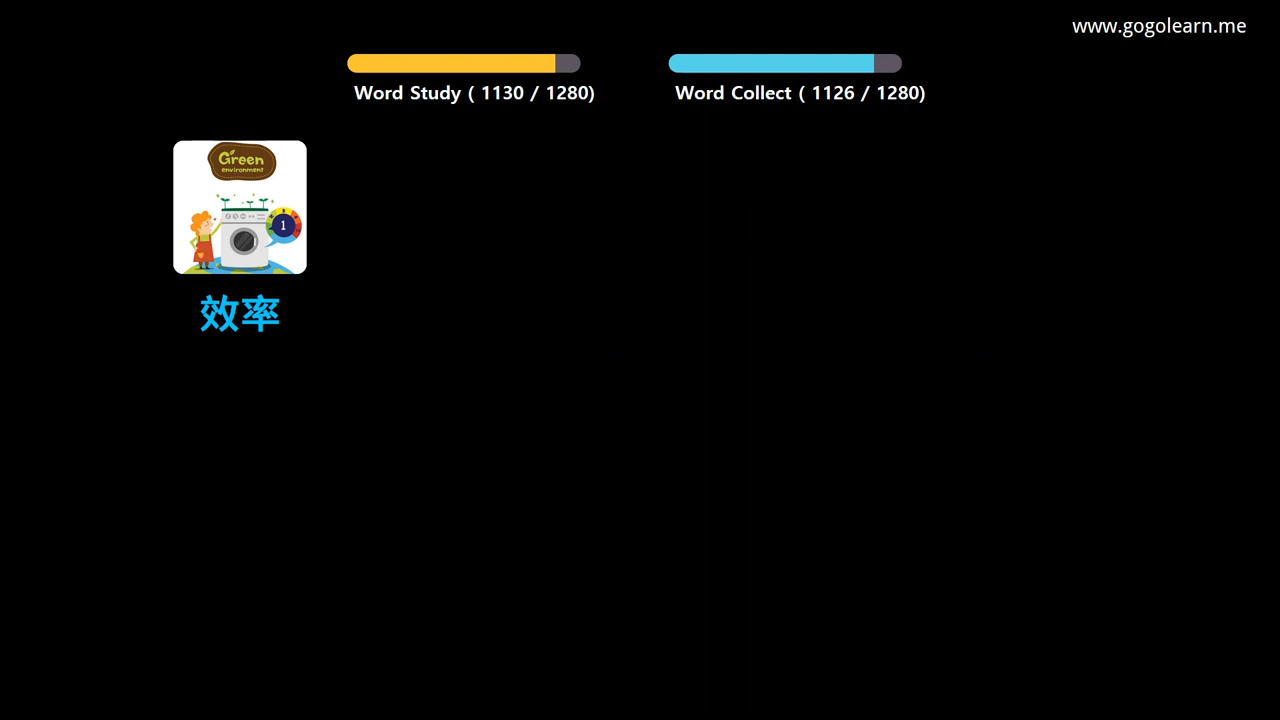 www.gogolearn.me
Word Study ( 1130 / 1280)
Word Collect ( 1126 / 1280)
Green
environment
1
效率